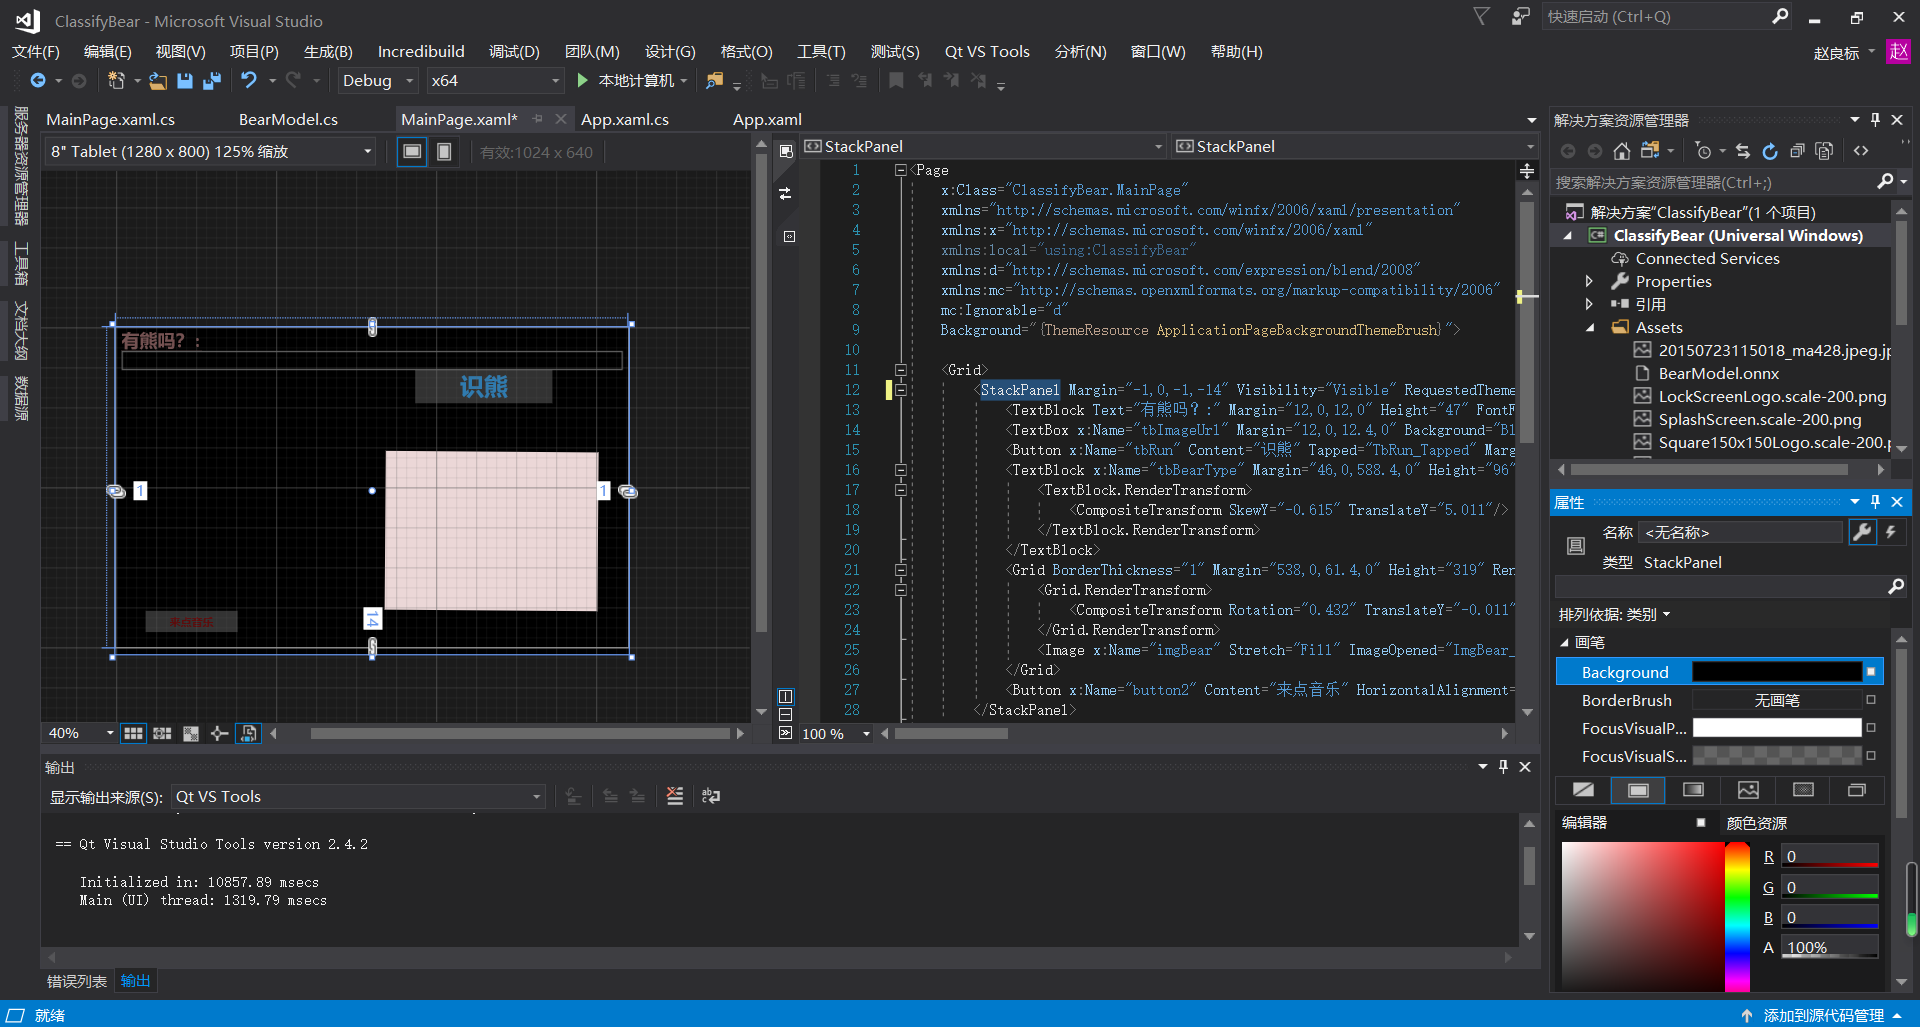 ClassifyBear - Microsoft Visual Studio
快速启动 (Ctrl+Q)
文件(F) 编辑(E) 视图(V) 项目(P) 生成(B) Incredibuild 调试(D) 团队(M) 设计(G) 格式(O) 工具(T) 测试(S) Qt VS Tools 分析(N) 窗口(W) 帮助(H)
赵良标 赵
Debug x64 本地计算机
服务器资源管理器
工具箱
文档大纲
数据源
MainPage.xaml.cs BearModel.cs MainPage.xaml* App.xaml.cs App.xaml
8" Tablet (1280 x 800) 125% 缩放
有效:1024 x 640
有熊吗？：
识熊
1
1
14
来点音乐
40%
StackPanel StackPanel
1 <Page
2 x:Class="ClassifyBear.MainPage"
3 xmlns="http://schemas.microsoft.com/winfx/2006/xaml/presentation"
4 xmlns:x="http://schemas.microsoft.com/winfx/2006/xaml"
5 xmlns:local="using:ClassifyBear"
6 xmlns:d="http://schemas.microsoft.com/expression/blend/2008"
7 xmlns:mc="http://schemas.openxmlformats.org/markup-compatibility/2006"
8 mc:Ignorable="d"
9 Background="{ThemeResource ApplicationPageBackgroundThemeBrush}">
10
11 <Grid>
12 <StackPanel Margin="-1,0,-1,-14" Visibility="Visible" RequestedTheme
13 <TextBlock Text="有熊吗？:" Margin="12,0,12,0" Height="47" FontF
14 <TextBox x:Name="tbImageUrl" Margin="12,0,12.4,0" Background="Bl
15 <Button x:Name="tbRun" Content="识熊" Tapped="TbRun_Tapped" Marg
16 <TextBlock x:Name="tbBearType" Margin="46,0,588.4,0" Height="96"
17 <TextBlock.RenderTransform>
18 <CompositeTransform SkewY="-0.615" TranslateY="5.011"/>
19 </TextBlock.RenderTransform>
20 </TextBlock>
21 <Grid BorderThickness="1" Margin="538,0,61.4,0" Height="319" Ren
22 <Grid.RenderTransform>
23 <CompositeTransform Rotation="0.432" TranslateY="-0.011"
24 </Grid.RenderTransform>
25 <Image x:Name="imgBear" Stretch="Fill" ImageOpened="ImgBear_
26 </Grid>
27 <Button x:Name="button2" Content="来点音乐" HorizontalAlignment=
28 </StackPanel>
100 %
输出
显示输出来源(S): Qt VS Tools
== Qt Visual Studio Tools version 2.4.2
Initialized in: 10857.89 msecs
Main (UI) thread: 1319.79 msecs
错误列表 输出
就绪
添加到源代码管理
解决方案资源管理器
搜索解决方案资源管理器(Ctrl+;)
解决方案"ClassifyBear"(1 个项目)
C# ClassifyBear (Universal Windows)
Connected Services
Properties
引用
Assets
20150723115018_ma428.jpeg.jp
BearModel.onnx
LockScreenLogo.scale-200.png
SplashScreen.scale-200.png
Square150x150Logo.scale-200.p
属性
名称 <无名称>
类型 StackPanel
排列依据: 类别
画笔
Background
BorderBrush 无画笔
FocusVisualP...
FocusVisualS...
编辑器 颜色资源
R 0
G 0
B 0
A 100%